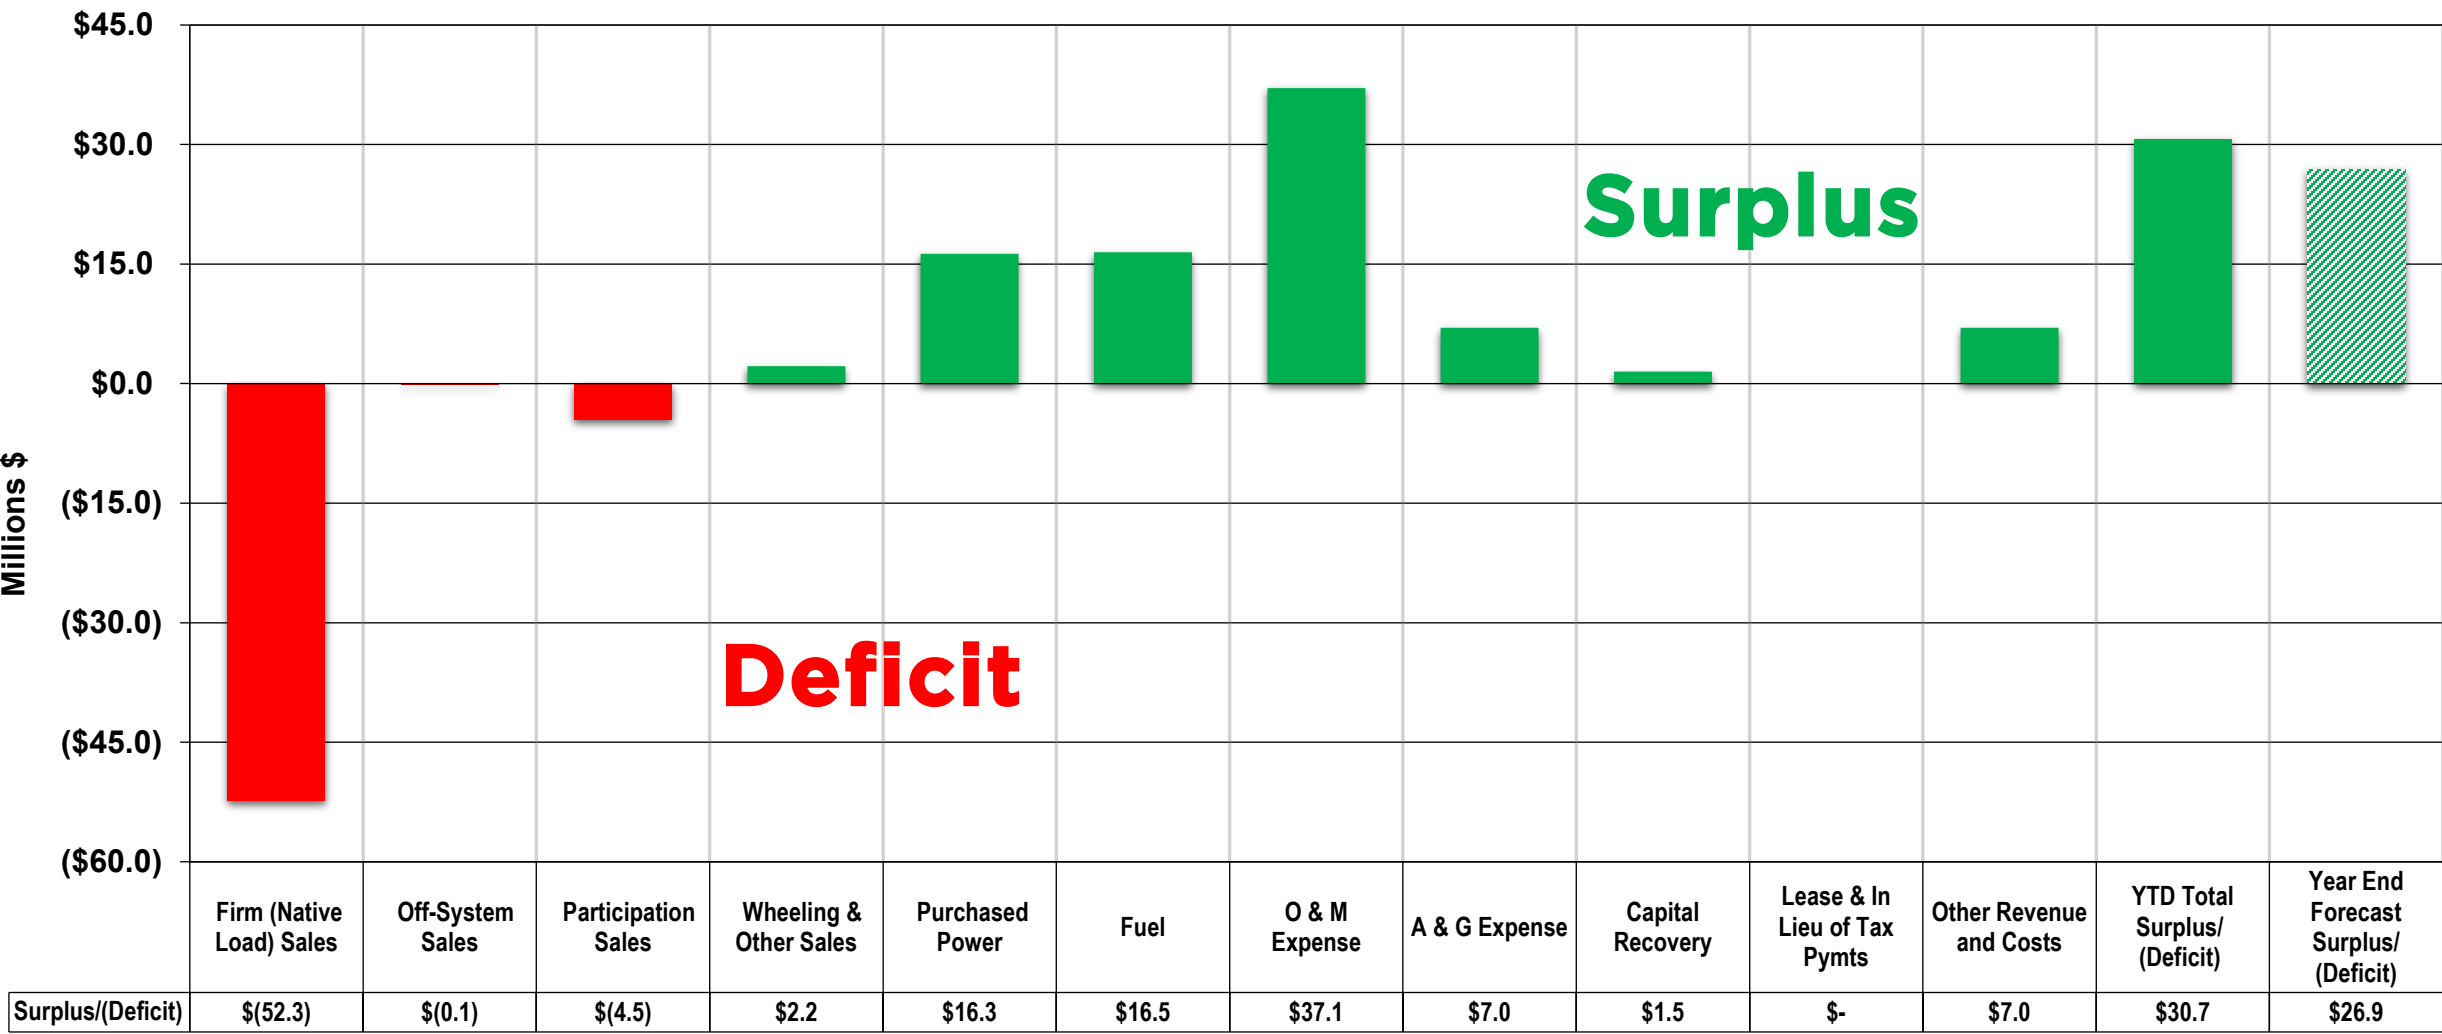 $45.0
$30.0
$15.0
$0.0
($15.0)
($30.0)
($45.0)
($60.0)
Millions $
Surplus
Deficit
Firm (Native
Load) Sales
Off-System
Sales
Participation
Sales
Wheeling &
Other Sales
Purchased
Power
Fuel
O & M
Expense
A & G Expense
Capital
Recovery
Lease & In
Lieu of Tax
Pymts
Other Revenue
and Costs
YTD Total
Surplus/
(Deficit)
Year End
Forecast
Surplus/
(Deficit)
Surplus/(Deficit) $(52.3) $(0.1) $(4.5) $2.2 $16.3 $16.5 $37.1 $7.0 $1.5 $- $7.0 $30.7 $26.9